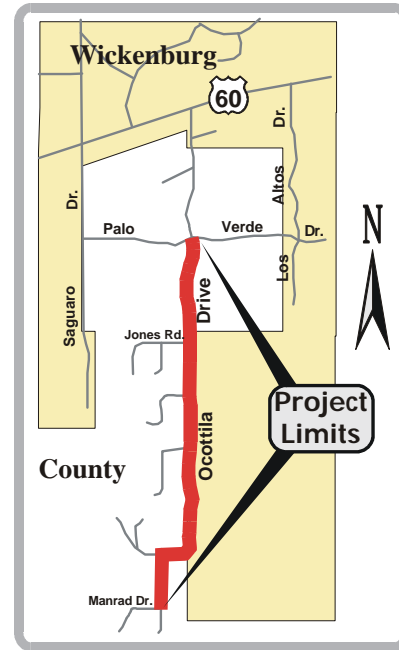 Wickenburg
60
Dr.
Altos
Los
Dr.
Saguaro
Palo
Verde
Dr.
N
Drive
Ocottila
Jones Rd.
Project
Limits
County
Manrad Dr.